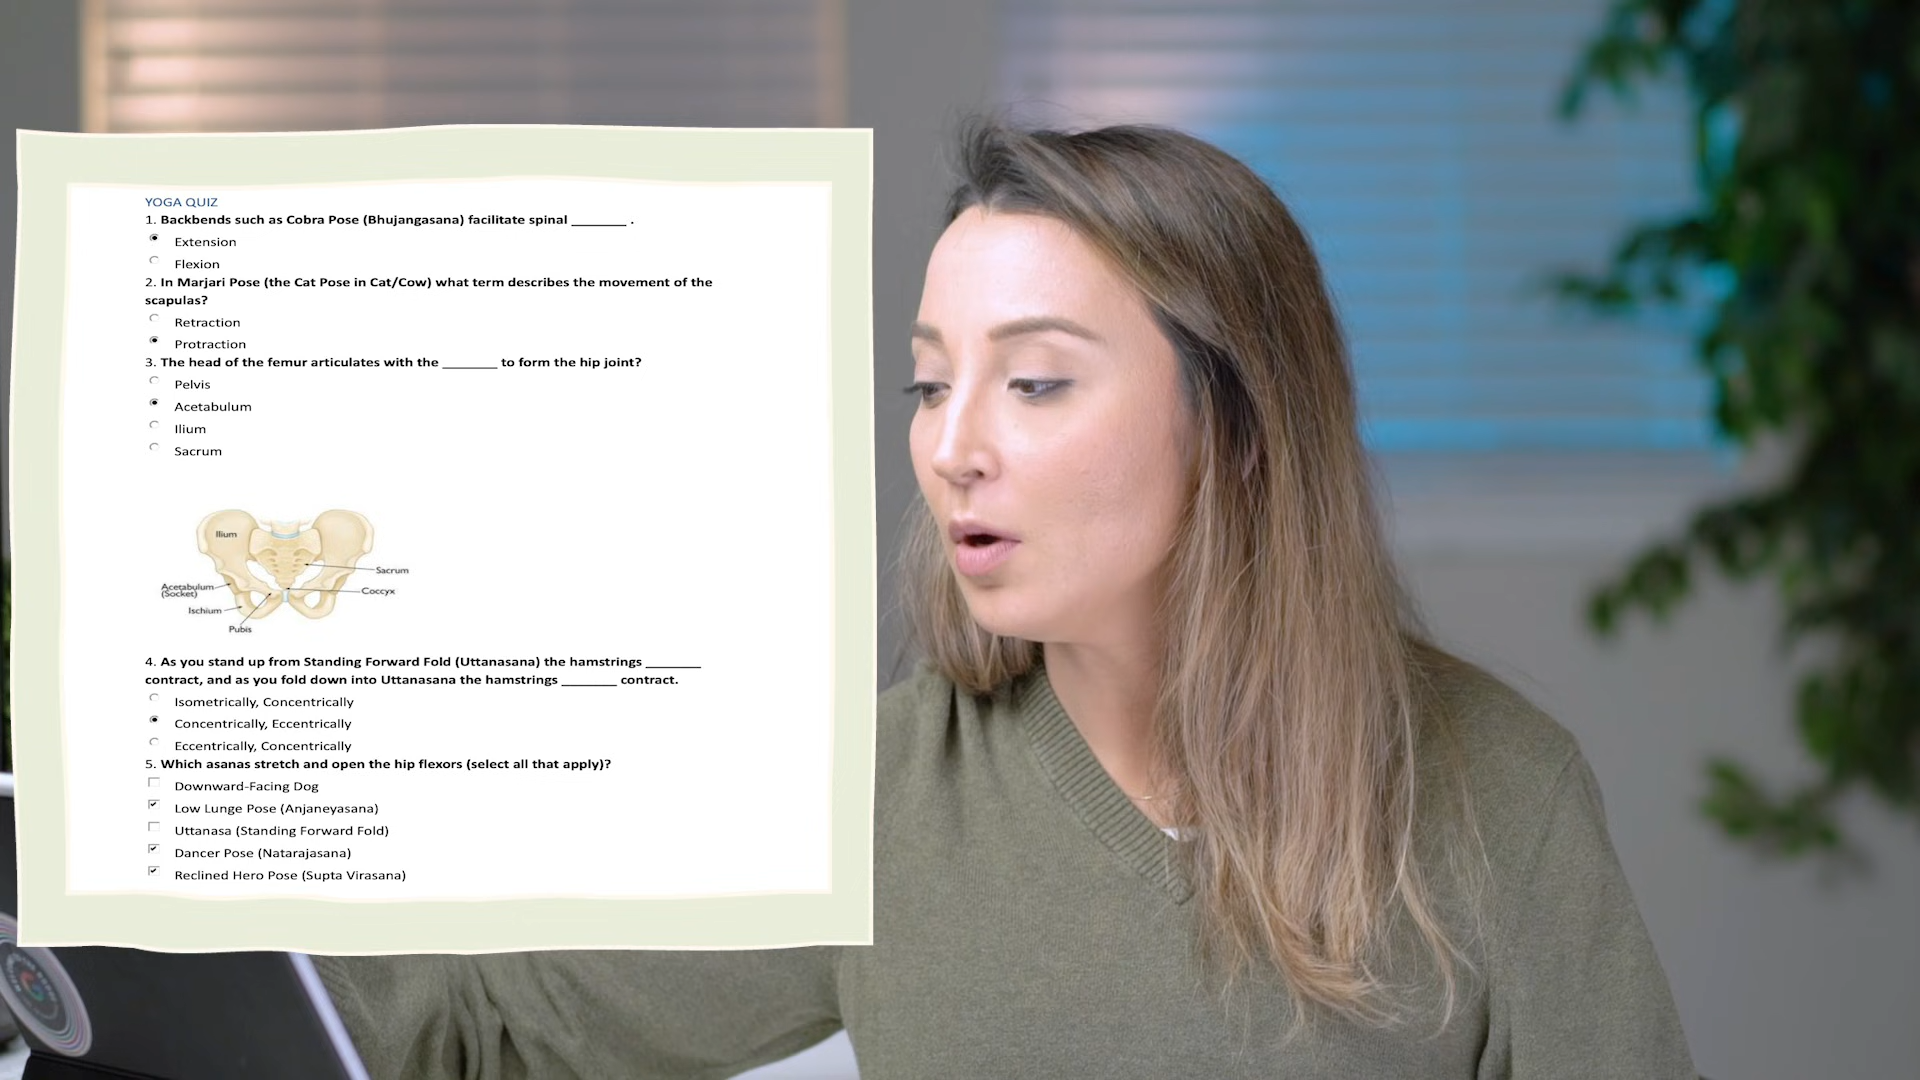 YOGA QUIZ
1. Backbends such as Cobra Pose (Bhujangasana) facilitate spinal ________ .
Extension
Flexion
2. In Marjari Pose (the Cat Pose in Cat/Cow) what term describes the movement of the
scapulas?
Retraction
Protraction
3. The head of the femur articulates with the ________ to form the hip joint?
Pelvis
Acetabulum
Ilium
Sacrum
Ilium
Sacrum
Acetabulum
(Socket)
Coccyx
Ischium
Pubis
4. As you stand up from Standing Forward Fold (Uttanasana) the hamstrings ________
contract, and as you fold down into Uttanasana the hamstrings ________ contract.
Isometrically, Concentrically
Concentrically, Eccentrically
Eccentrically, Concentrically
5. Which asanas stretch and open the hip flexors (select all that apply)?
Downward-Facing Dog
Low Lunge Pose (Anjaneyasana)
Uttanasa (Standing Forward Fold)
Dancer Pose (Natarajasana)
Reclined Hero Pose (Supta Virasana)